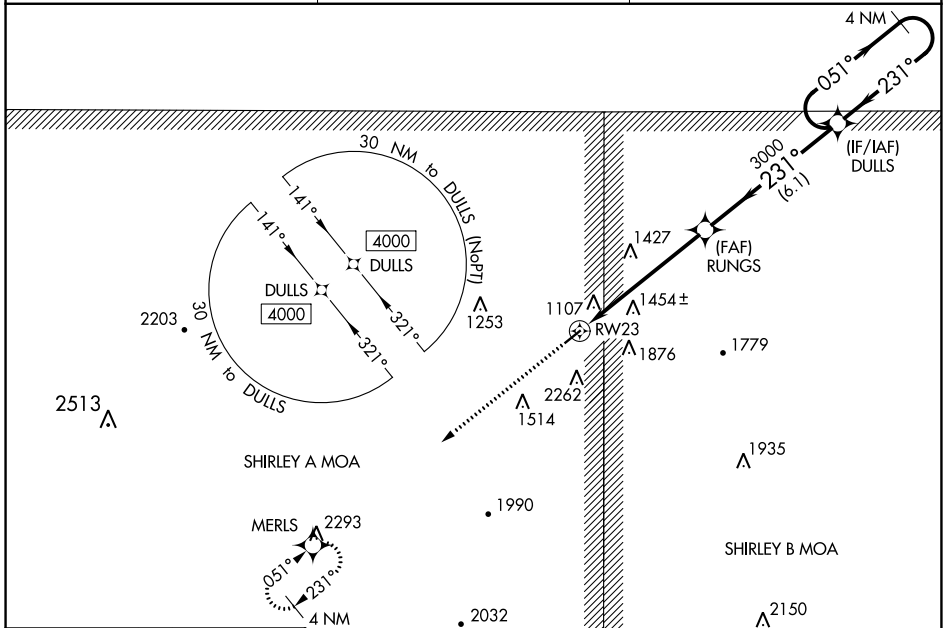 4 NM
051°
231°
(IF/IAF)
DULLS
3000
231°
(6.1)
30 NM to DULLS (NoPT)
141°
4000
DULLS
321°
141°
DULLS
4000
321°
30 NM to DULLS
1427
(FAF)
RUNGS
1253
1107
1454±
RW23
2203
1876
1779
2262
1514
2513
1935
SHIRLEY A MOA
1990
MERLS
2293
SHIRLEY B MOA
051°
231°
4 NM
2032
2150